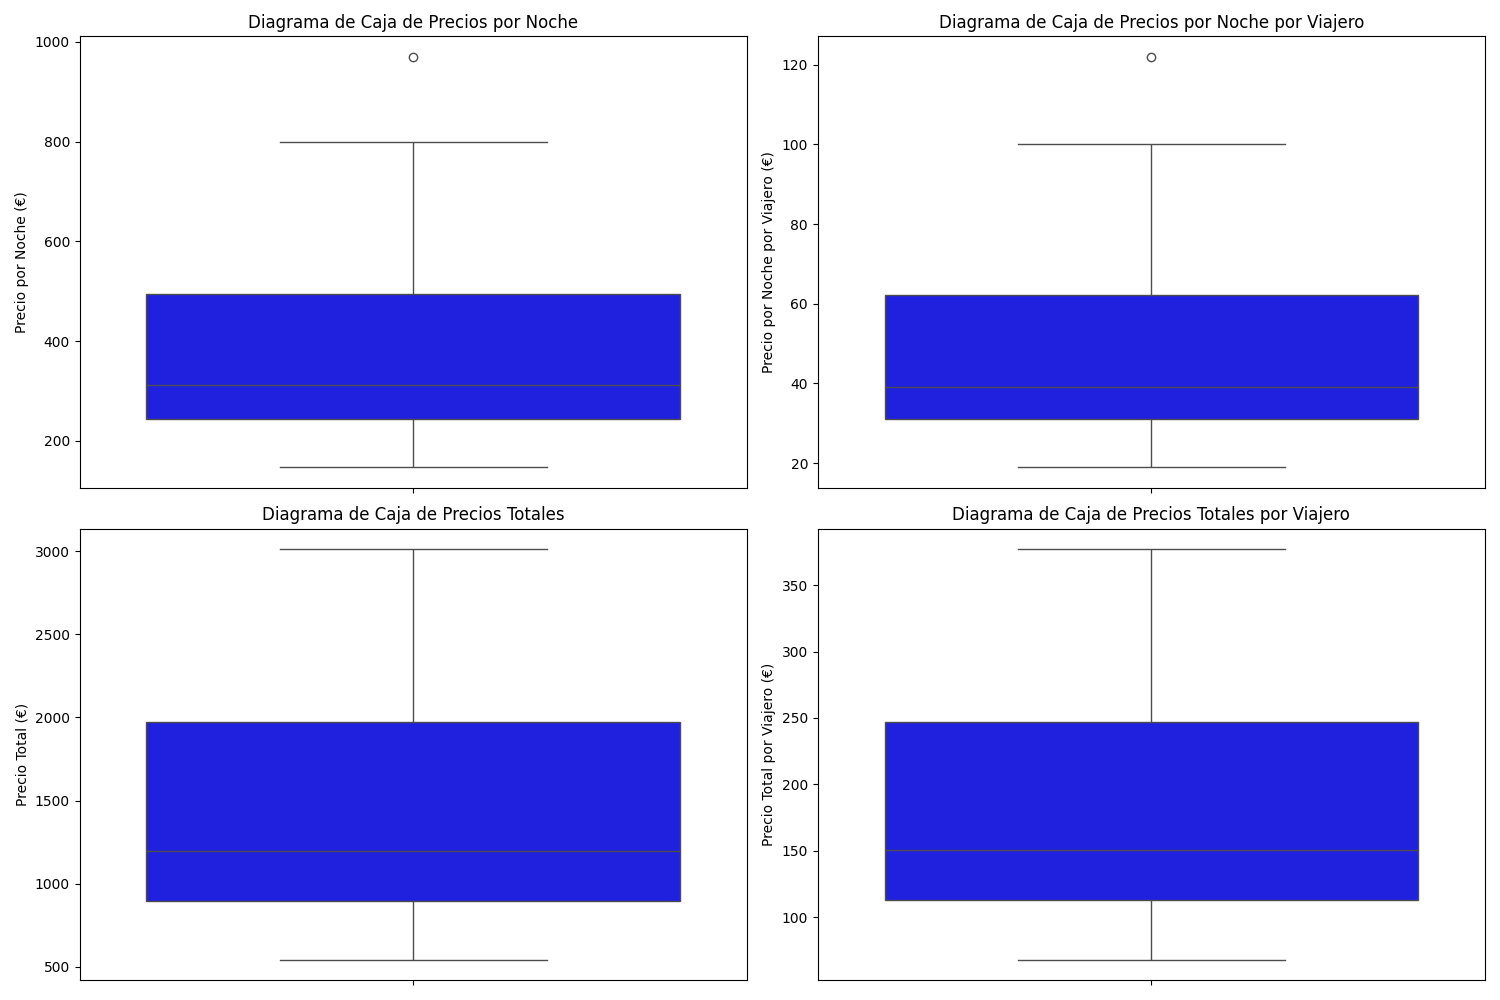 Diagrama de Caja de Precios por Noche
Precio por Noche (€)
1000
800
600
400
200
Diagrama de Caja de Precios por Noche por Viajero
Precio por Noche por Viajero (€)
120
100
80
60
40
20
Diagrama de Caja de Precios Totales
Precio Total (€)
3000
2500
2000
1500
1000
500
Diagrama de Caja de Precios Totales por Viajero
Precio Total por Viajero (€)
350
300
250
200
150
100